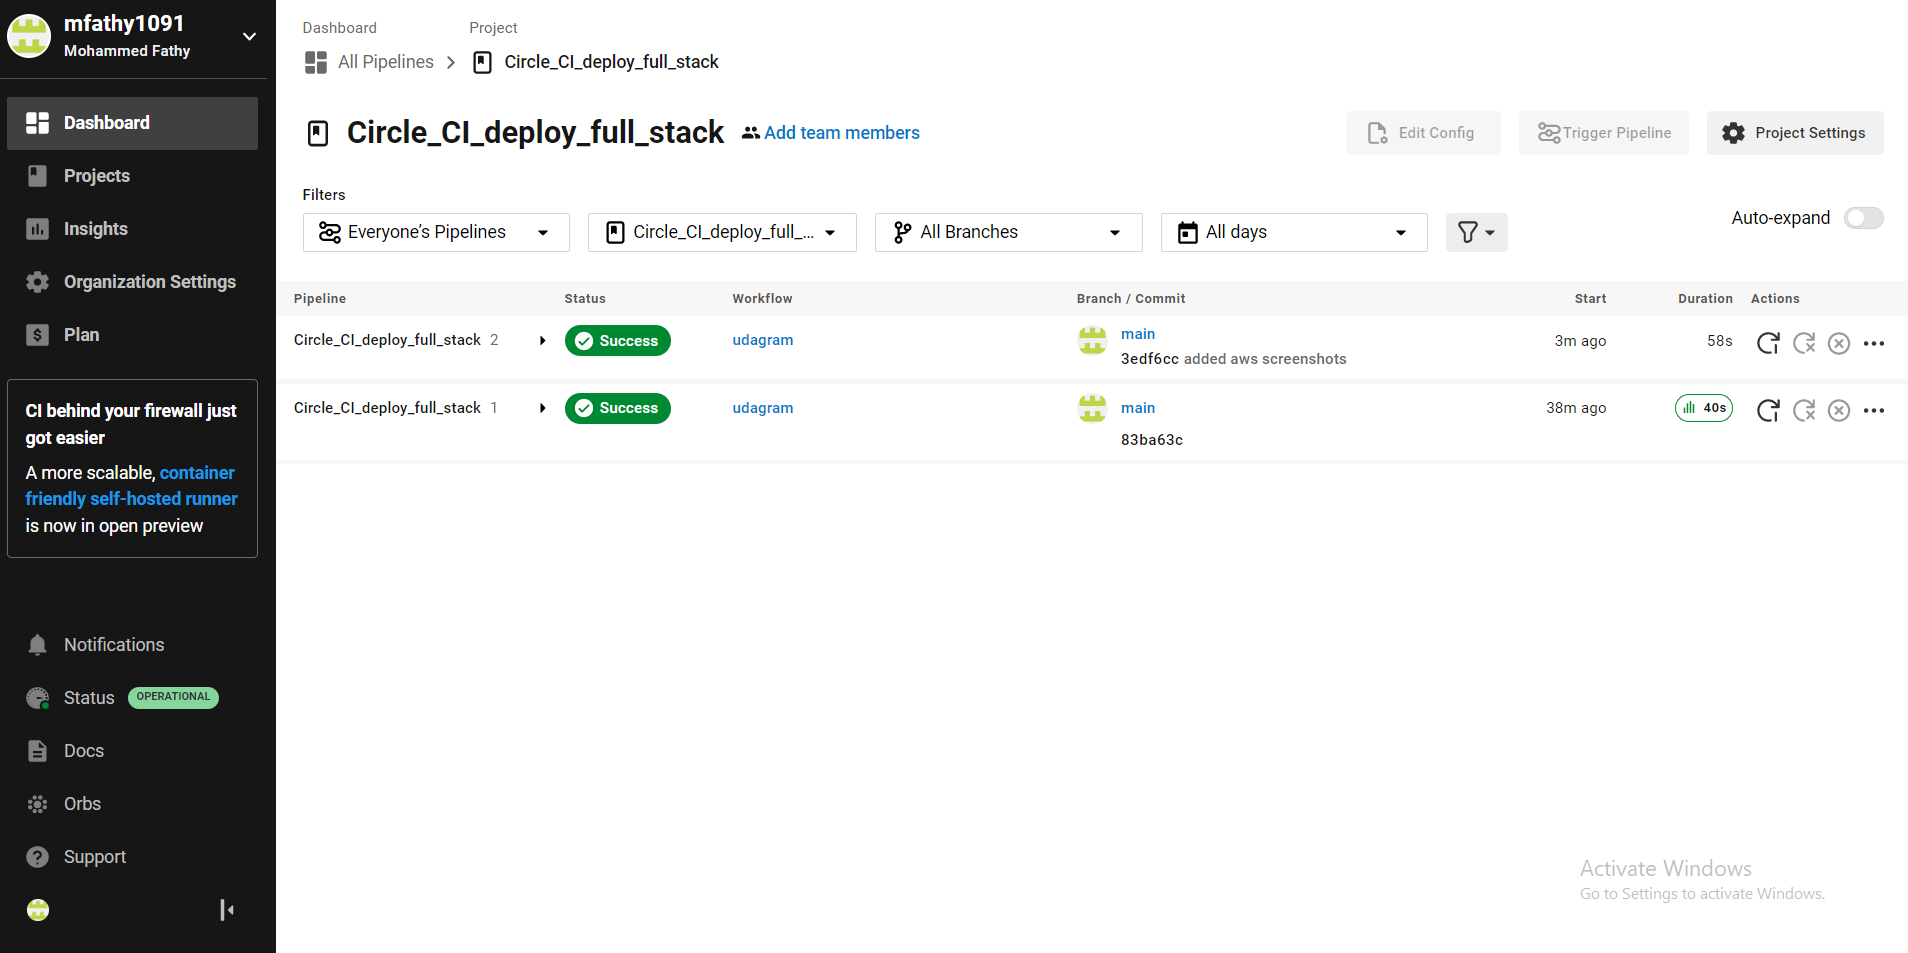 mfathy1091
Mohammed Fathy
Dashboard
Projects
Insights
Organization Settings
Plan
CI behind your firewall just
got easier
A more scalable, container
friendly self-hosted runner
is now in open preview
Notifications
Status OPERATIONAL
Docs
Orbs
Support
Dashboard Project
All Pipelines Circle_CI_deploy_full_stack
Circle_CI_deploy_full_stack Add team members
Edit Config Trigger Pipeline Project Settings
Filters
Everyone’s Pipelines Circle_CI_deploy_full_... All Branches All days
Auto-expand
Pipeline Status Workflow Branch / Commit Start Duration Actions
Circle_CI_deploy_full_stack 2 Success udagram main 3m ago 58s
3edf6cc added aws screenshots
Circle_CI_deploy_full_stack 1 Success udagram main 38m ago 40s
83ba63c
Activate Windows
Go to Settings to activate Windows.